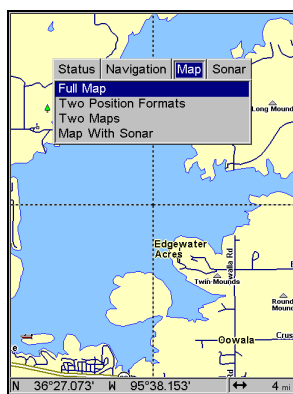 Status Navigation Map Sonar
Full Map
Two Position Formats
Two Maps
Map With Sonar
Long Mound
Edgewater
Acres
Twin-Mounds
Round
Mound
Oowala
N 36°27.073' W 95°38.153' ↔ 4 mi